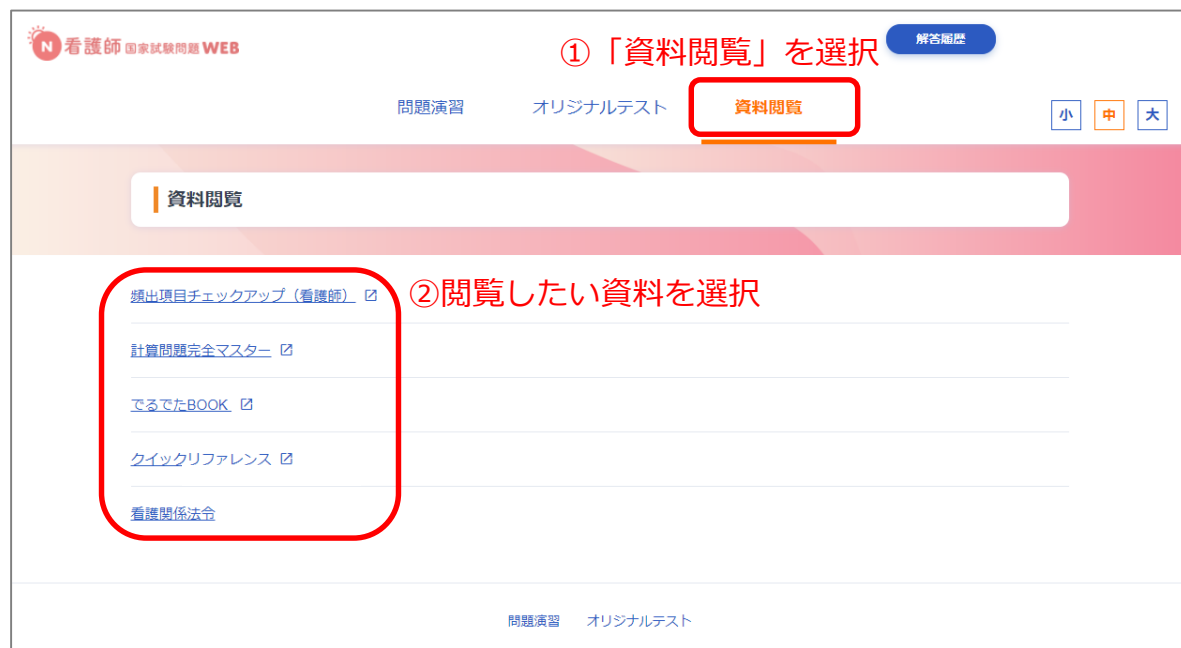 N 看護師 国家試験問題 WEB
①「資料閲覧」を選択
解答履歴
問題演習 オリジナルテスト 資料閲覧
小 中 大
資料閲覧
頻出項目チェックアップ（看護師）
②閲覧したい資料を選択
計算問題完全マスター
でるでたBOOK
クイックリファレンス
看護関係法令
問題演習 オリジナルテスト